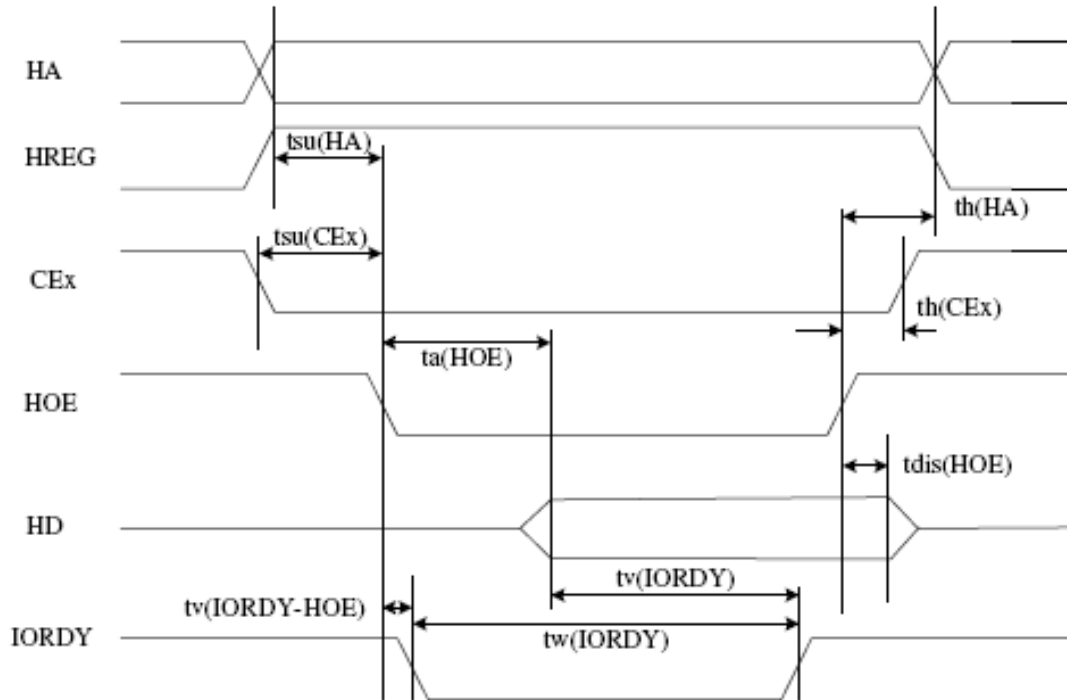 HA
tsu(HA)
HREG
th(HA)
tsu(CEx)
CEx
th(CEx)
ta(HOE)
HOE
tdis(HOE)
HD
tv(IORDY)
tv(IORDY-HOE)
IORDY
tw(IORDY)